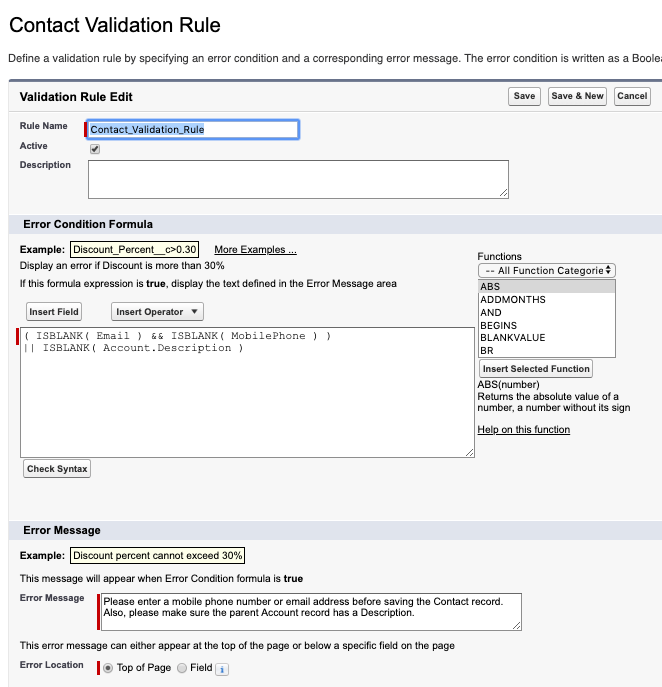 Contact Validation Rule
Define a validation rule by specifying an error condition and a corresponding error message. The error condition is written as a Boolea
Validation Rule Edit
Save
Save & New
Cancel
Rule Name
Contact_Validation_Rule
Active
Description
Error Condition Formula
Example: Discount_Percent__c>0.30 More Examples ...
Display an error if Discount is more than 30%
If this formula expression is true, display the text defined in the Error Message area
Insert Field
Insert Operator
( ISBLANK( Email ) && ISBLANK( MobilePhone ) )
|| ISBLANK( Account.Description )
Check Syntax
Functions
-- All Function Categorie
ABS
ADDMONTHS
AND
BEGINS
BLANKVALUE
BR
Insert Selected Function
ABS(number)
Returns the absolute value of a
number, a number without its sign
Help on this function
Error Message
Example: Discount percent cannot exceed 30%
This message will appear when Error Condition formula is true
Error Message
Please enter a mobile phone number or email address before saving the Contact record.
Also, please make sure the parent Account record has a Description.
This error message can either appear at the top of the page or below a specific field on the page
Error Location
Top of Page
Field
i